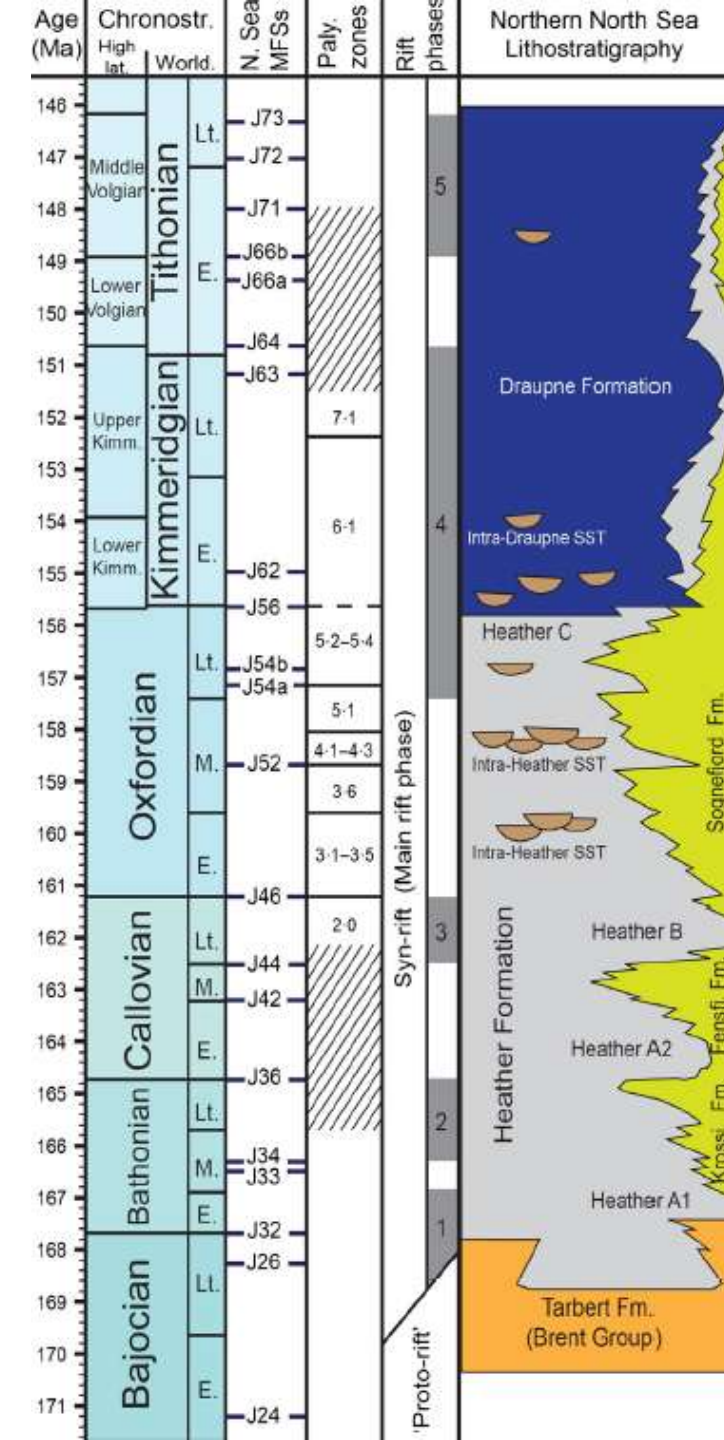 Age
(Ma)
Chronostr.
High
lat.
World.
N. Sea
MFSs
Paly.
zones
Rift
phases
Northern North Sea
Lithostratigraphy
146
147
148
149
150
151
152
153
154
155
156
157
158
159
160
161
162
163
164
165
166
167
168
169
170
171
Middle
Volgian
Lower
Volgian
Upper
Kimm.
Lower
Kimm.
Tithonian
Kimmeridgian
Oxfordian
Callovian
Bathonian
Bajocian
Lt.
E.
Lt.
E.
Lt.
M.
E.
Lt.
M.
E.
Lt.
M.
E.
Lt.
E.
J73
J72
J71
J66b
J66a
J64
J63
J62
J56
J54b
J54a
J52
J46
J44
J42
J36
J34
J33
J32
J26
J24
7·1
6·1
5·2–5·4
5·1
4·1–4·3
3·6
3·1–3·5
2·0
Syn-rift (Main rift phase)
'Proto-rift'
5
4
3
2
1
Draupne Formation
Intra-Draupne SST
Heather C
Intra-Heather SST
Intra-Heather SST
Heather B
Heather A2
Heather A1
Heather Formation
Sognefjord Fm.
Fensfj. Fm.
Krossj. Fm.
Tarbert Fm.
(Brent Group)